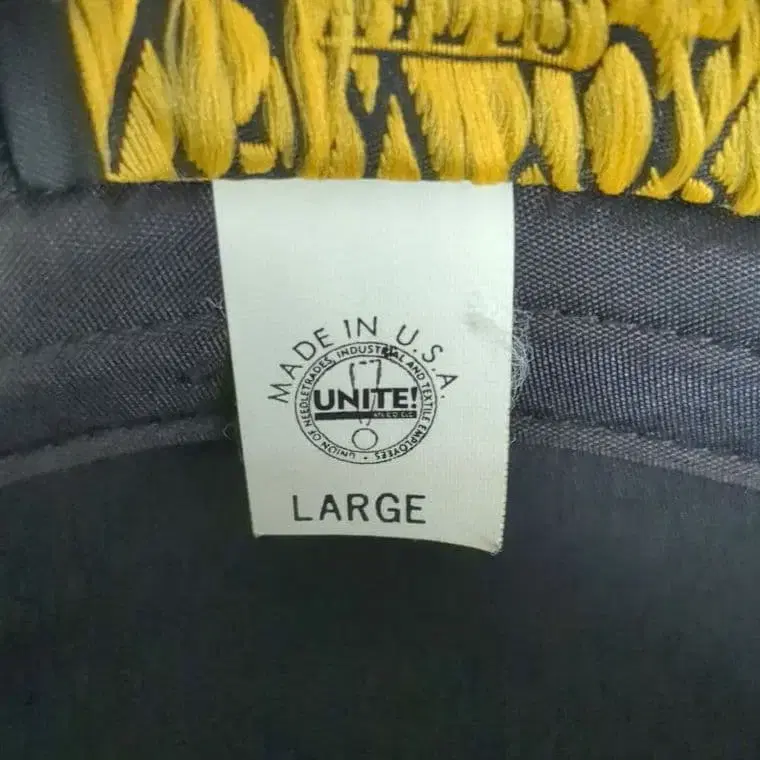 MADE IN U.S.A.
UNION OF NEEDLETRADES, INDUSTRIAL AND TEXTILE EMPLOYEES
UNITE!
LARGE